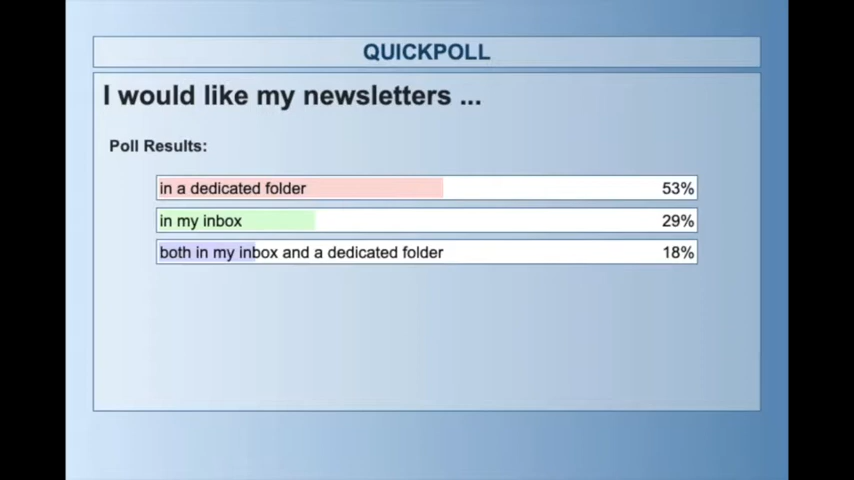 QUICKPOLL
I would like my newsletters ...
Poll Results:
in a dedicated folder 53%
in my inbox 29%
both in my inbox and a dedicated folder 18%